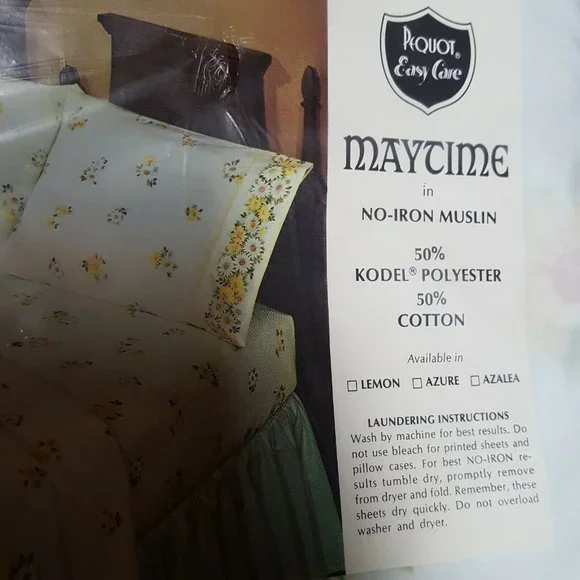 PEQUOT®
Easy Care
MAYTIME
in
NO-IRON MUSLIN
50%
KODEL® POLYESTER
50%
COTTON
Available in
☐ LEMON ☐ AZURE ☐ AZALEA
LAUNDERING INSTRUCTIONS
Wash by machine for best results. Do
not use bleach for printed sheets and
pillow cases. For best NO-IRON re-
sults tumble dry, promptly remove
from dryer and fold. Remember, these
sheets dry quickly. Do not overload
washer and dryer.